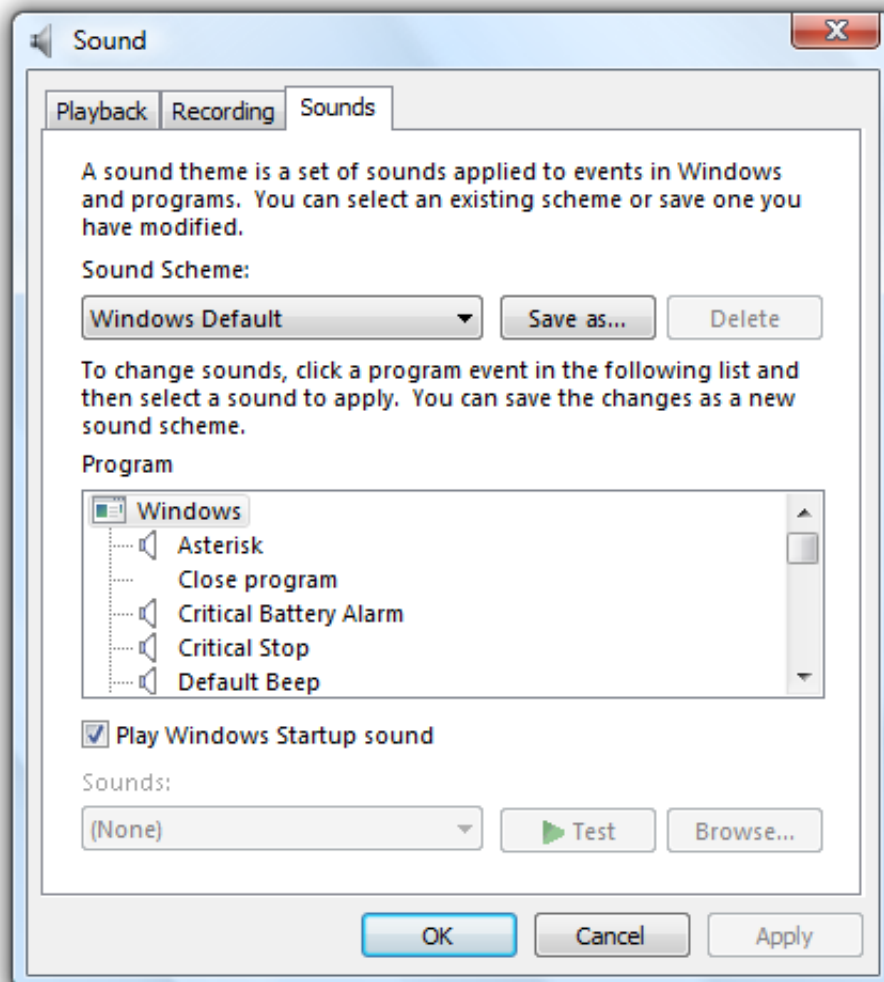 Sound
Playback Recording Sounds
A sound theme is a set of sounds applied to events in Windows
and programs. You can select an existing scheme or save one you
have modified.
Sound Scheme:
Windows Default Save as... Delete
To change sounds, click a program event in the following list and
then select a sound to apply. You can save the changes as a new
sound scheme.
Program
Windows
Asterisk
Close program
Critical Battery Alarm
Critical Stop
Default Beep
Play Windows Startup sound
Sounds:
(None) Test Browse...
OK Cancel Apply